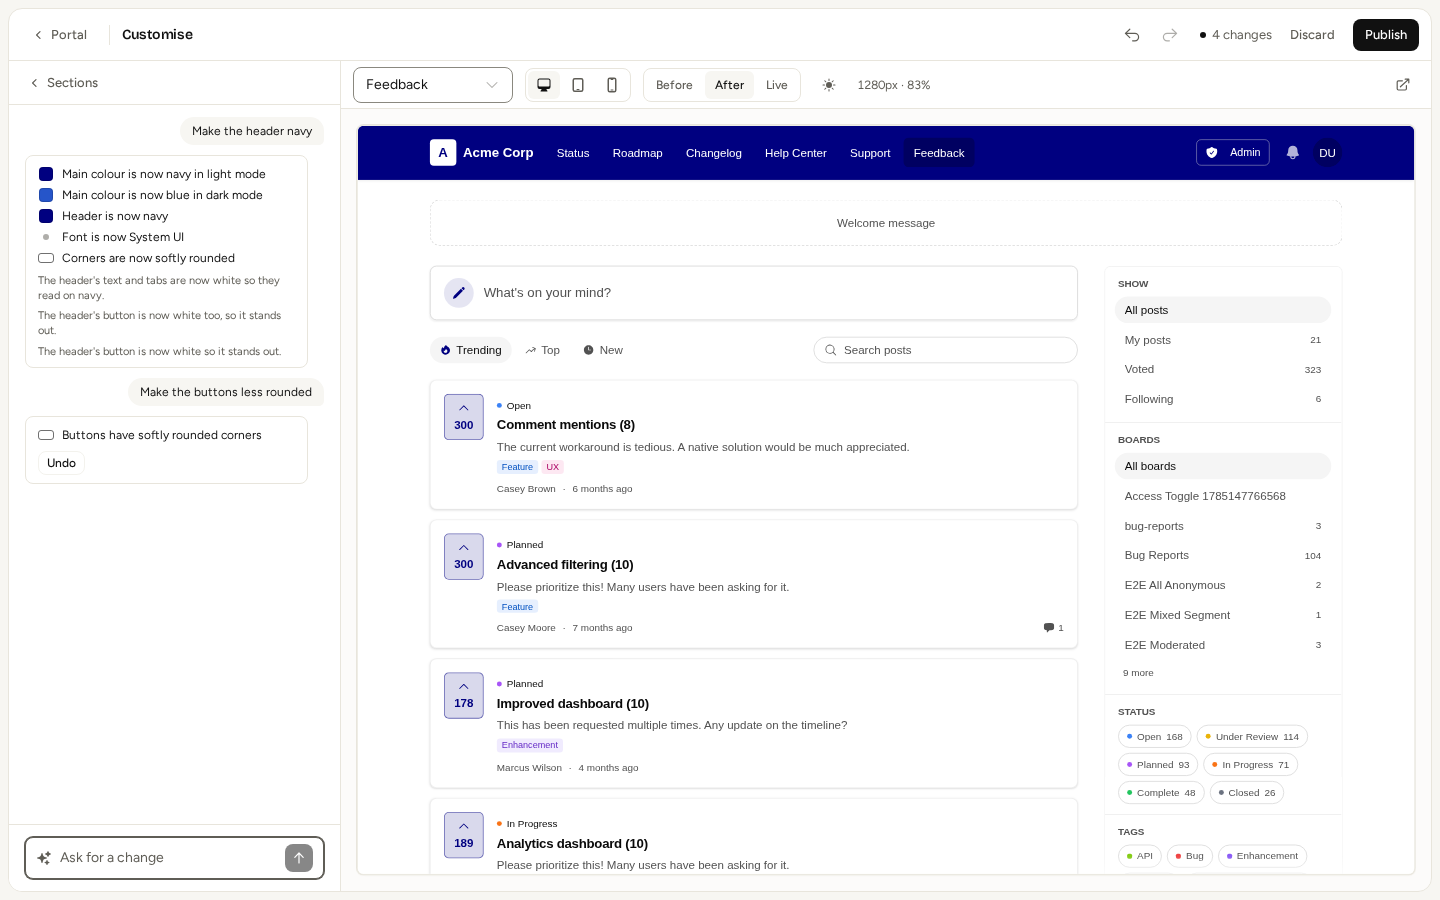 Portal
Customise
4 changes
Discard
Publish
Sections
Feedback
Before
After
Live
1280px · 83%
Make the header navy
Main colour is now navy in light mode
Main colour is now blue in dark mode
Header is now navy
Font is now System UI
Corners are now softly rounded
The header's text and tabs are now white so they
read on navy.
The header's button is now white too, so it stands
out.
The header's button is now white so it stands out.
Make the buttons less rounded
Buttons have softly rounded corners
Undo
Ask for a change
A
Acme Corp
Status
Roadmap
Changelog
Help Center
Support
Feedback
Admin
DU
Welcome message
What's on your mind?
Trending
Top
New
Search posts
300
Open
Comment mentions (8)
The current workaround is tedious. A native solution would be much appreciated.
Feature UX
Casey Brown · 6 months ago
300
Planned
Advanced filtering (10)
Please prioritize this! Many users have been asking for it.
Feature
Casey Moore · 7 months ago
1
178
Planned
Improved dashboard (10)
This has been requested multiple times. Any update on the timeline?
Enhancement
Marcus Wilson · 4 months ago
189
In Progress
Analytics dashboard (10)
Please prioritize this! Many users have been asking for it.
SHOW
All posts
My posts 21
Voted 323
Following 6
BOARDS
All boards
Access Toggle 1785147766568
bug-reports 3
Bug Reports 104
E2E All Anonymous 2
E2E Mixed Segment 1
E2E Moderated 3
9 more
STATUS
Open 168 Under Review 114
Planned 93 In Progress 71
Complete 48 Closed 26
TAGS
API Bug Enhancement